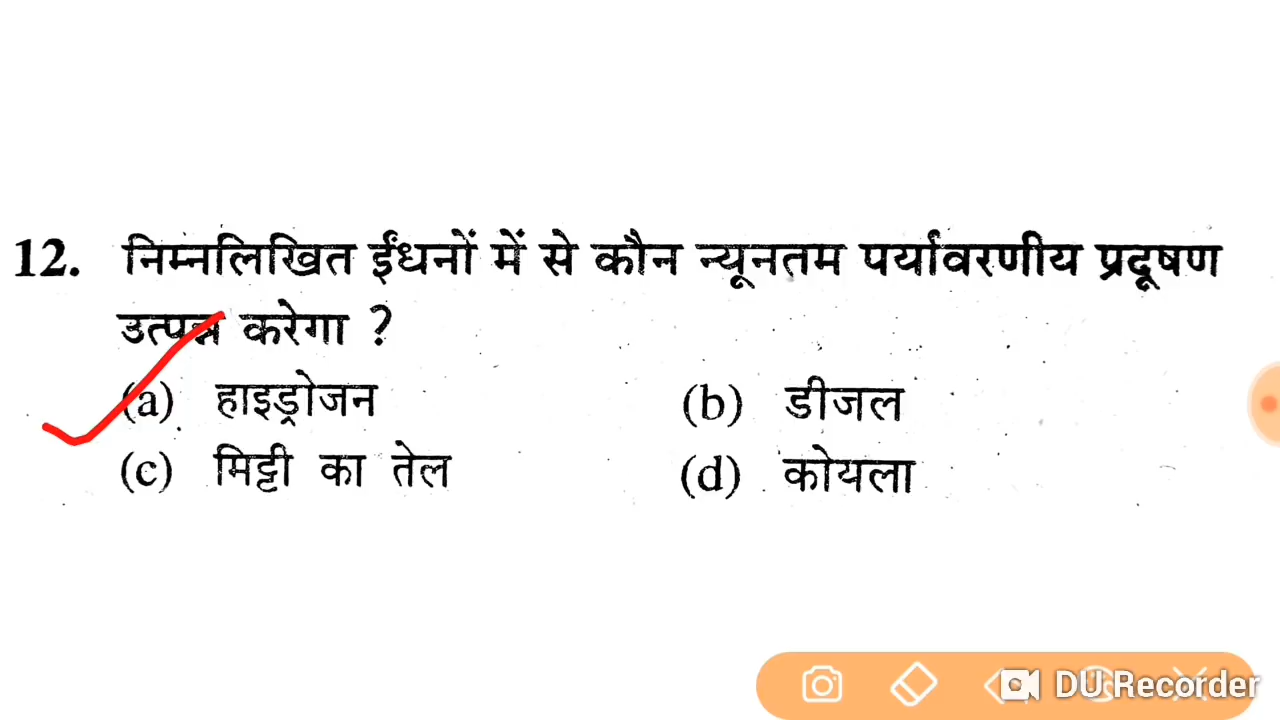 12. निम्नलिखित ईंधनों में से कौन न्यूनतम पर्यावरणीय प्रदूषण
उत्पन्न करेगा ?
(a) हाइड्रोजन (b) डीजल
(c) मिट्टी का तेल (d) कोयला
DU Recorder